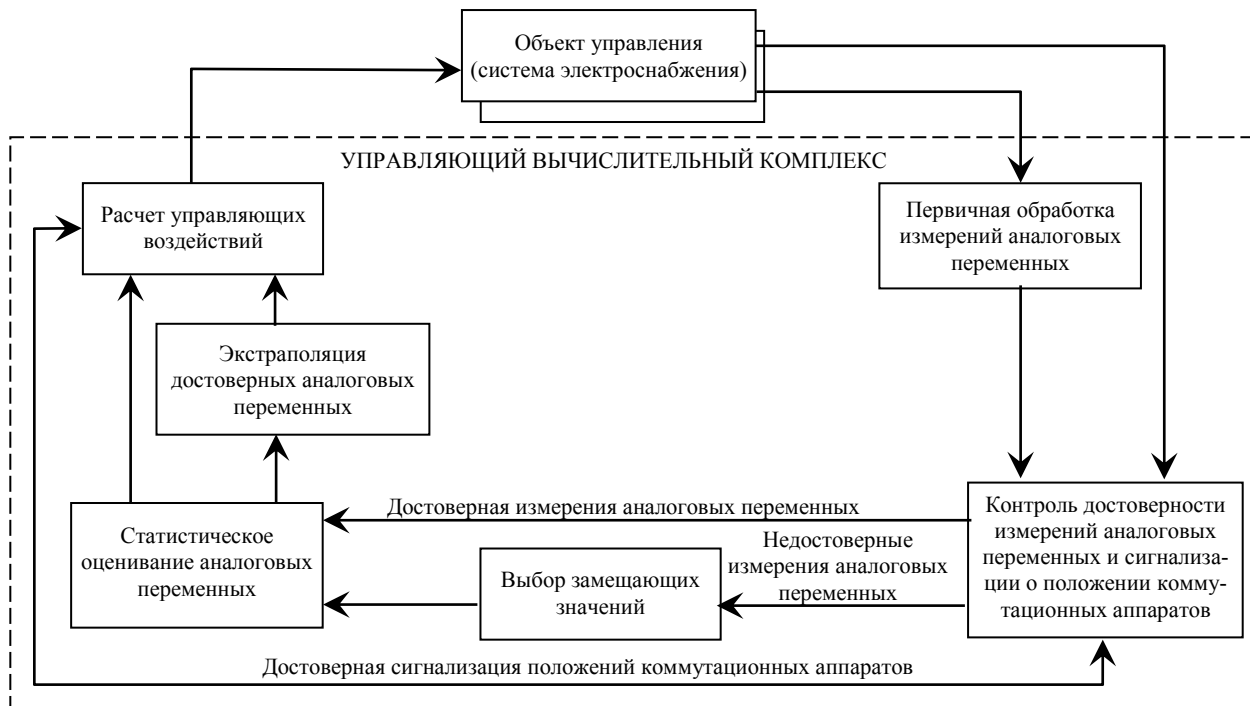 Объект управления
(система электроснабжения)
УПРАВЛЯЮЩИЙ ВЫЧИСЛИТЕЛЬНЫЙ КОМПЛЕКС
Расчет управляющих
воздействий
Первичная обработка
измерений аналоговых
переменных
Экстраполяция
достоверных аналоговых
переменных
Статистическое
оценивание аналоговых
переменных
Достоверная измерения аналоговых переменных
Недостоверные
измерения аналоговых
переменных
Выбор замещающих
значений
Контроль достоверности
измерений аналоговых
переменных и сигнализа-
ции о положении комму-
тационных аппаратов
Достоверная сигнализация положений коммутационных аппаратов